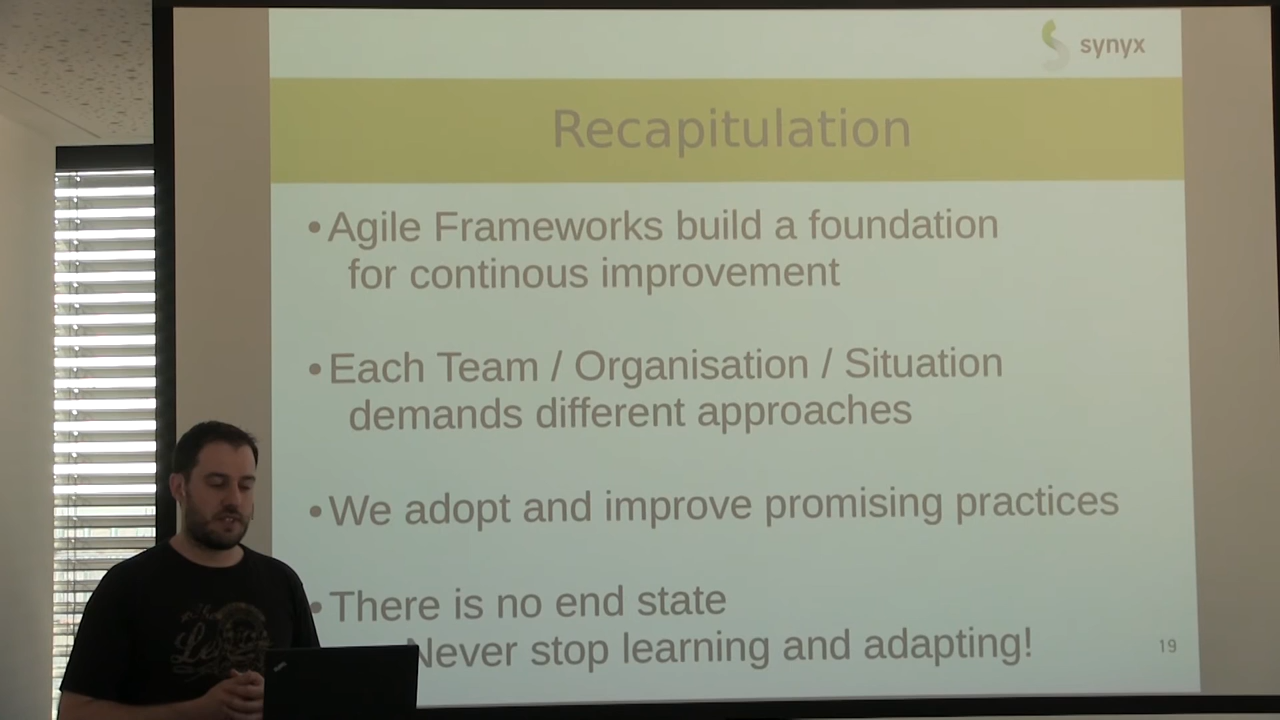 synyx
Recapitulation
• Agile Frameworks build a foundation
for continous improvement
• Each Team / Organisation / Situation
demands different approaches
• We adopt and improve promising practices
• There is no end state
Never stop learning and adapting!
19